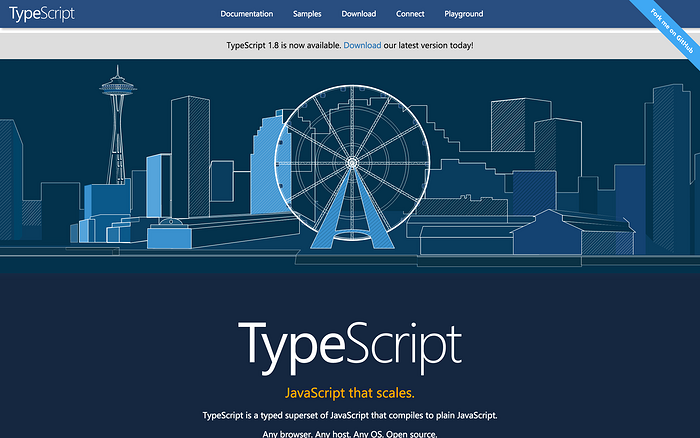 TypeScript
Documentation Samples Download Connect Playground
Fork me on GitHub
TypeScript 1.8 is now available. Download our latest version today!
TypeScript
JavaScript that scales.
TypeScript is a typed superset of JavaScript that compiles to plain JavaScript.
Any browser. Any host. Any OS. Open source.